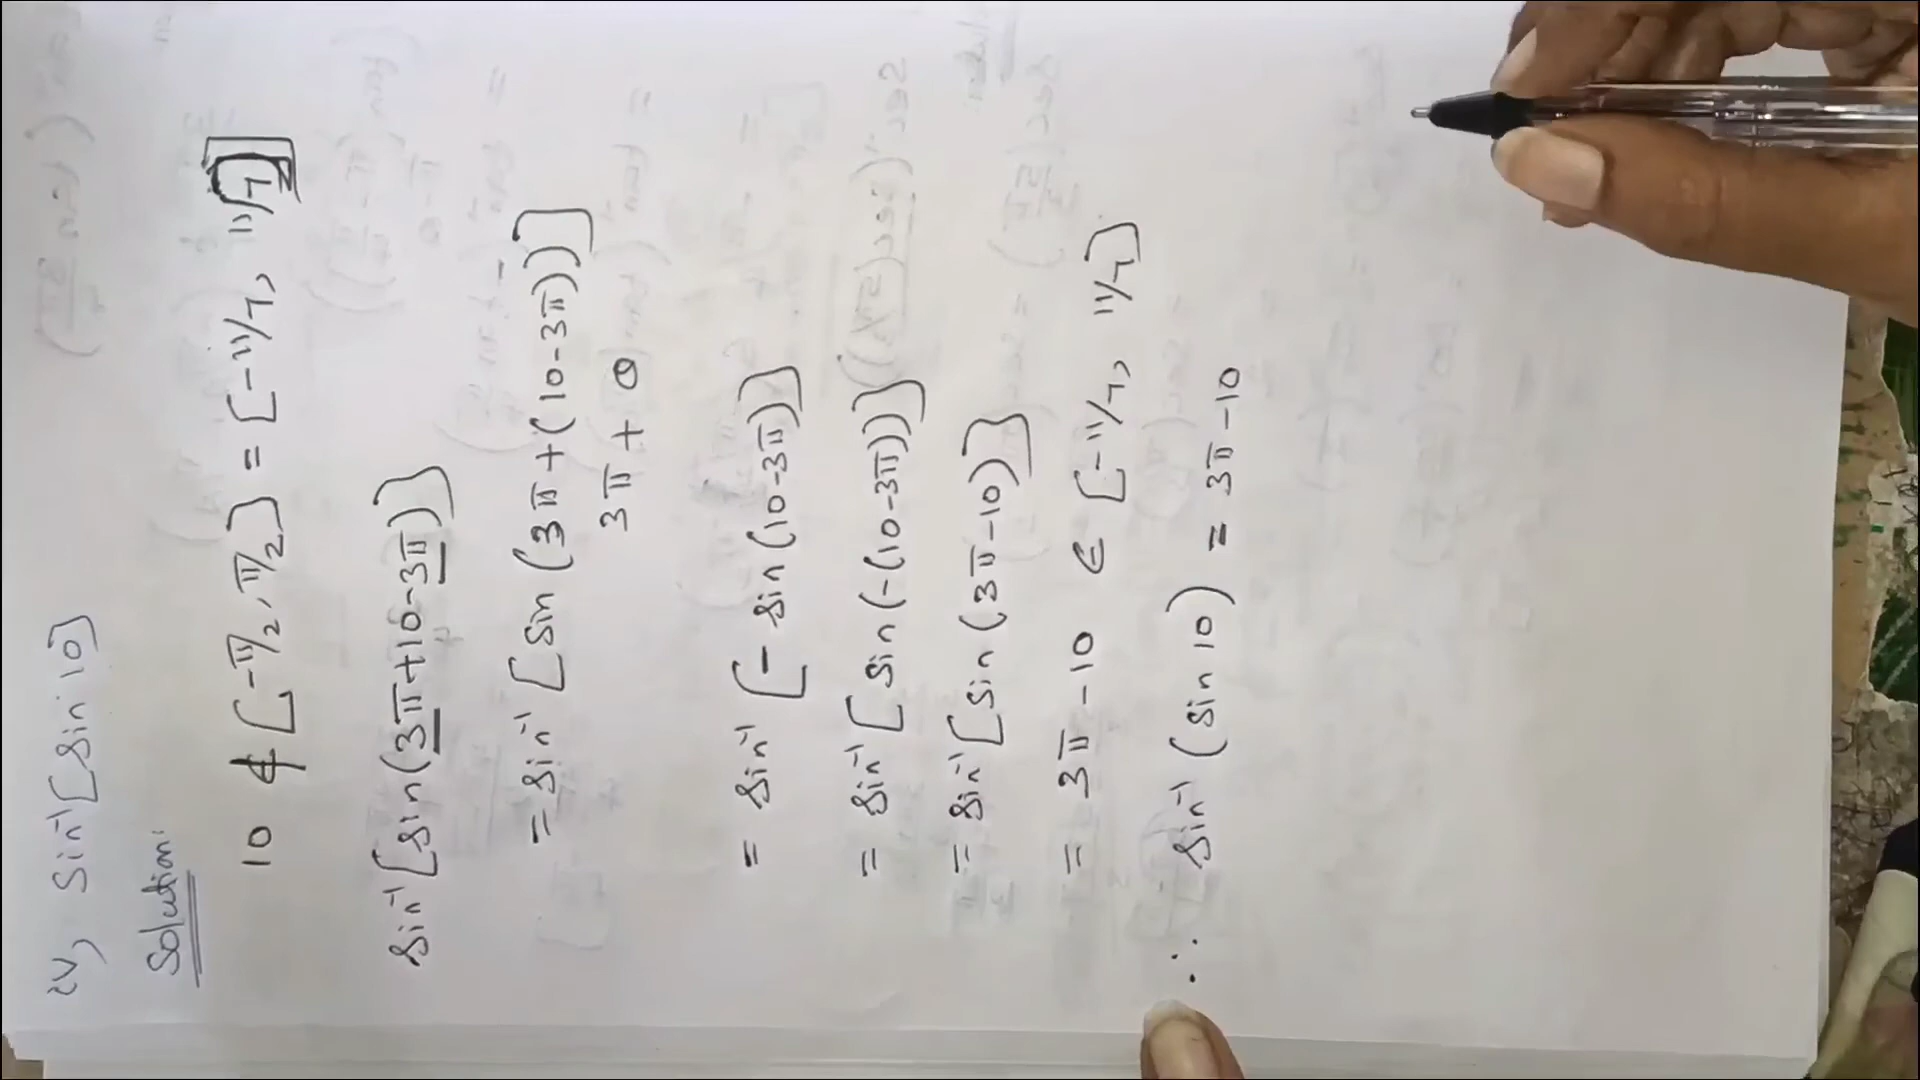 iv, Sin⁻¹[Sin 10]
Solution:
10 ∉ [-π/2, π/2] = [-11/7, 11/7]
sin⁻¹[sin(3π+10-3π)]
= sin⁻¹[sin(3π+(10-3π))]
3π + θ
= sin⁻¹[- sin(10-3π)]
= sin⁻¹[sin(-(10-3π))]
= sin⁻¹[sin(3π-10)]
= 3π-10 ∈ [-11/7, 11/7]
∴ sin⁻¹(sin 10) = 3π-10